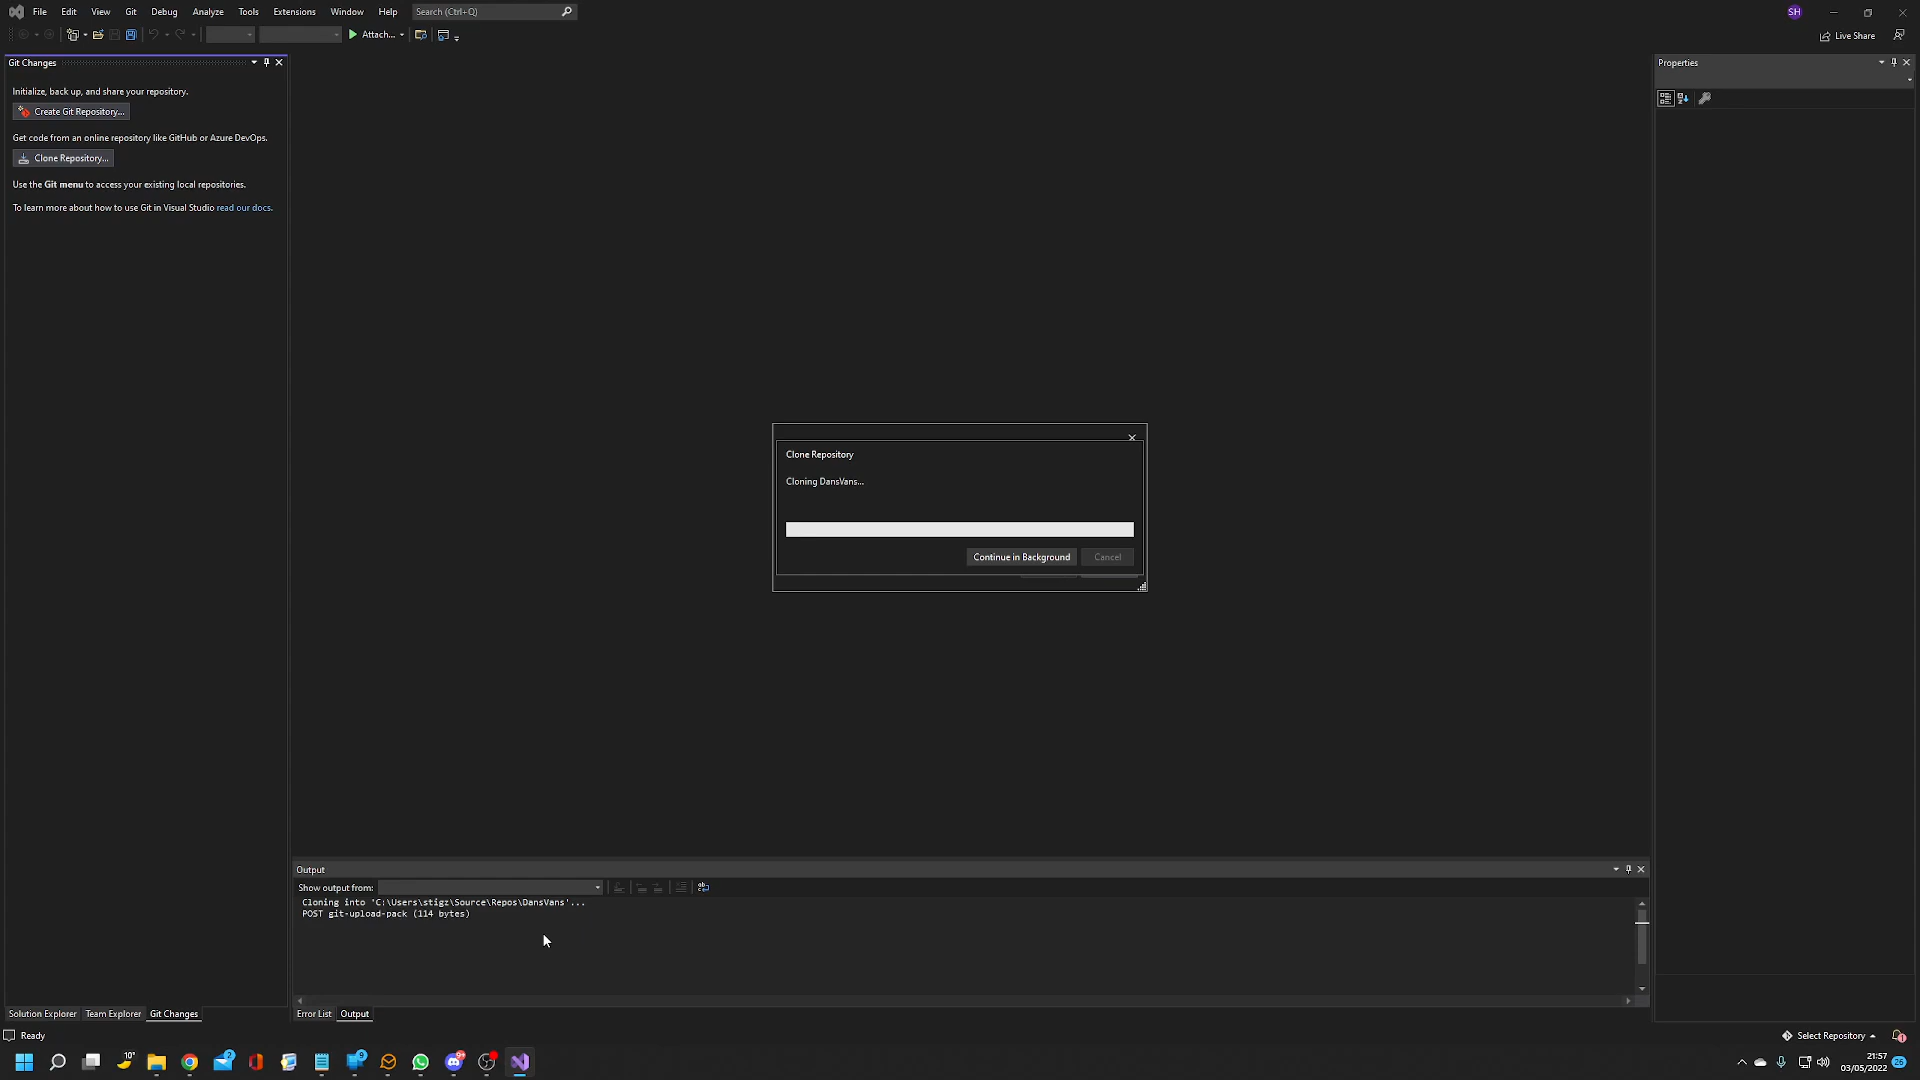 File Edit View Git Debug Analyze Tools Extensions Window Help Search (Ctrl+Q) SH
Attach... Live Share
Git Changes
Initialize, back up, and share your repository.
Create Git Repository...
Get code from an online repository like GitHub or Azure DevOps.
Clone Repository...
Use the Git menu to access your existing local repositories.
To learn more about how to use Git in Visual Studio read our docs.
Properties
Clone Repository
Cloning DansVans...
Continue in Background Cancel
Output
Show output from:
Cloning into 'C:\Users\stigz\Source\Repos\DansVans'...
POST git-upload-pack (114 bytes)
Solution Explorer Team Explorer Git Changes
Error List Output
Ready
Select Repository
10°
2
9
9+
21:57
03/05/2022
26